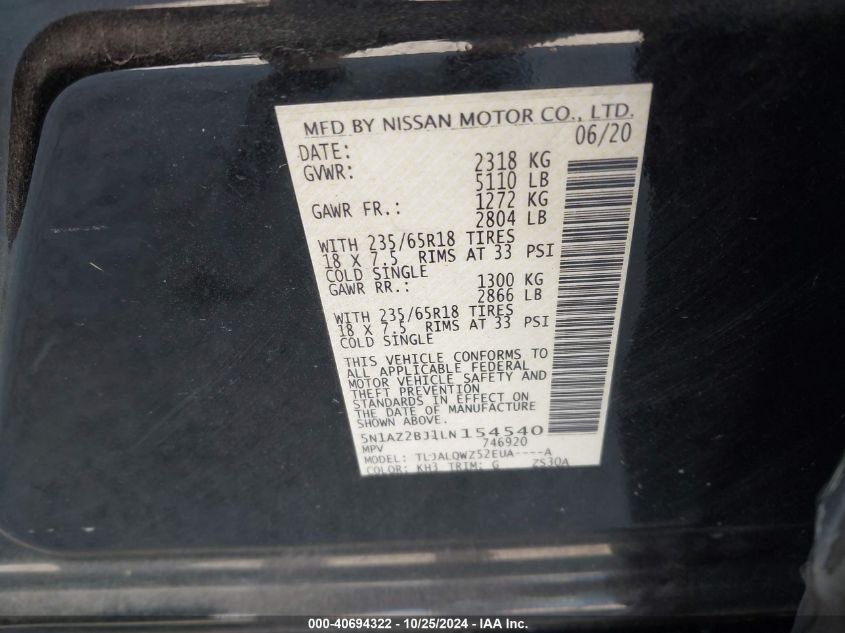 MFD BY NISSAN MOTOR CO., LTD.
DATE: 06/20
GVWR: 2318 KG
5110 LB
GAWR FR.: 1272 KG
2804 LB
WITH 235/65R18 TIRES
18 X 7.5 RIMS AT 33 PSI
COLD SINGLE
GAWR RR.: 1300 KG
2866 LB
WITH 235/65R18 TIRES
18 X 7.5 RIMS AT 33 PSI
COLD SINGLE
THIS VEHICLE CONFORMS TO
ALL APPLICABLE FEDERAL
MOTOR VEHICLE SAFETY AND
THEFT PREVENTION
STANDARDS IN EFFECT ON
THE DATE OF MANUFACTURE
SHOWN ABOVE.
5N1AZ2BJ1LN154540
MPV 746920
MODEL: TLJALQWZ52EUA----A
COLOR: KH3 TRIM: G ZS30A
000-40694322 - 10/25/2024 - IAA Inc.